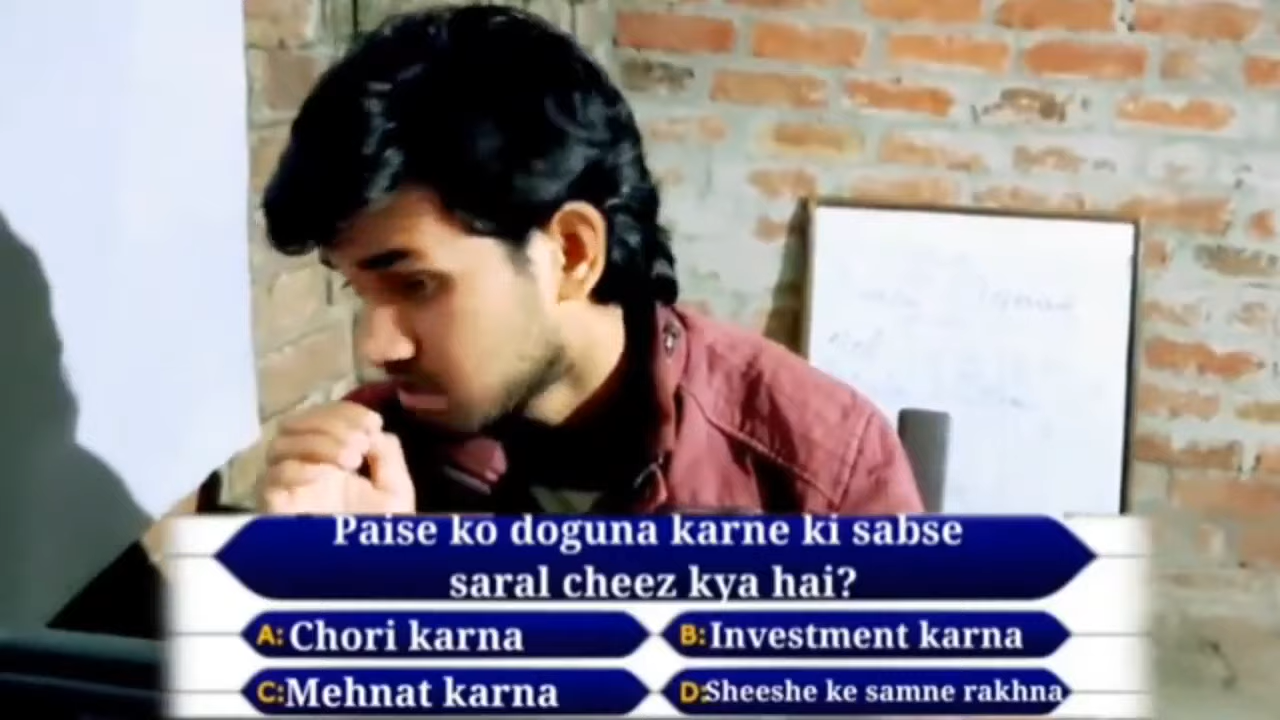 Paise ko doguna karne ki sabse
saral cheez kya hai?
A: Chori karna
B: Investment karna
C: Mehnat karna
D: Sheeshe ke samne rakhna